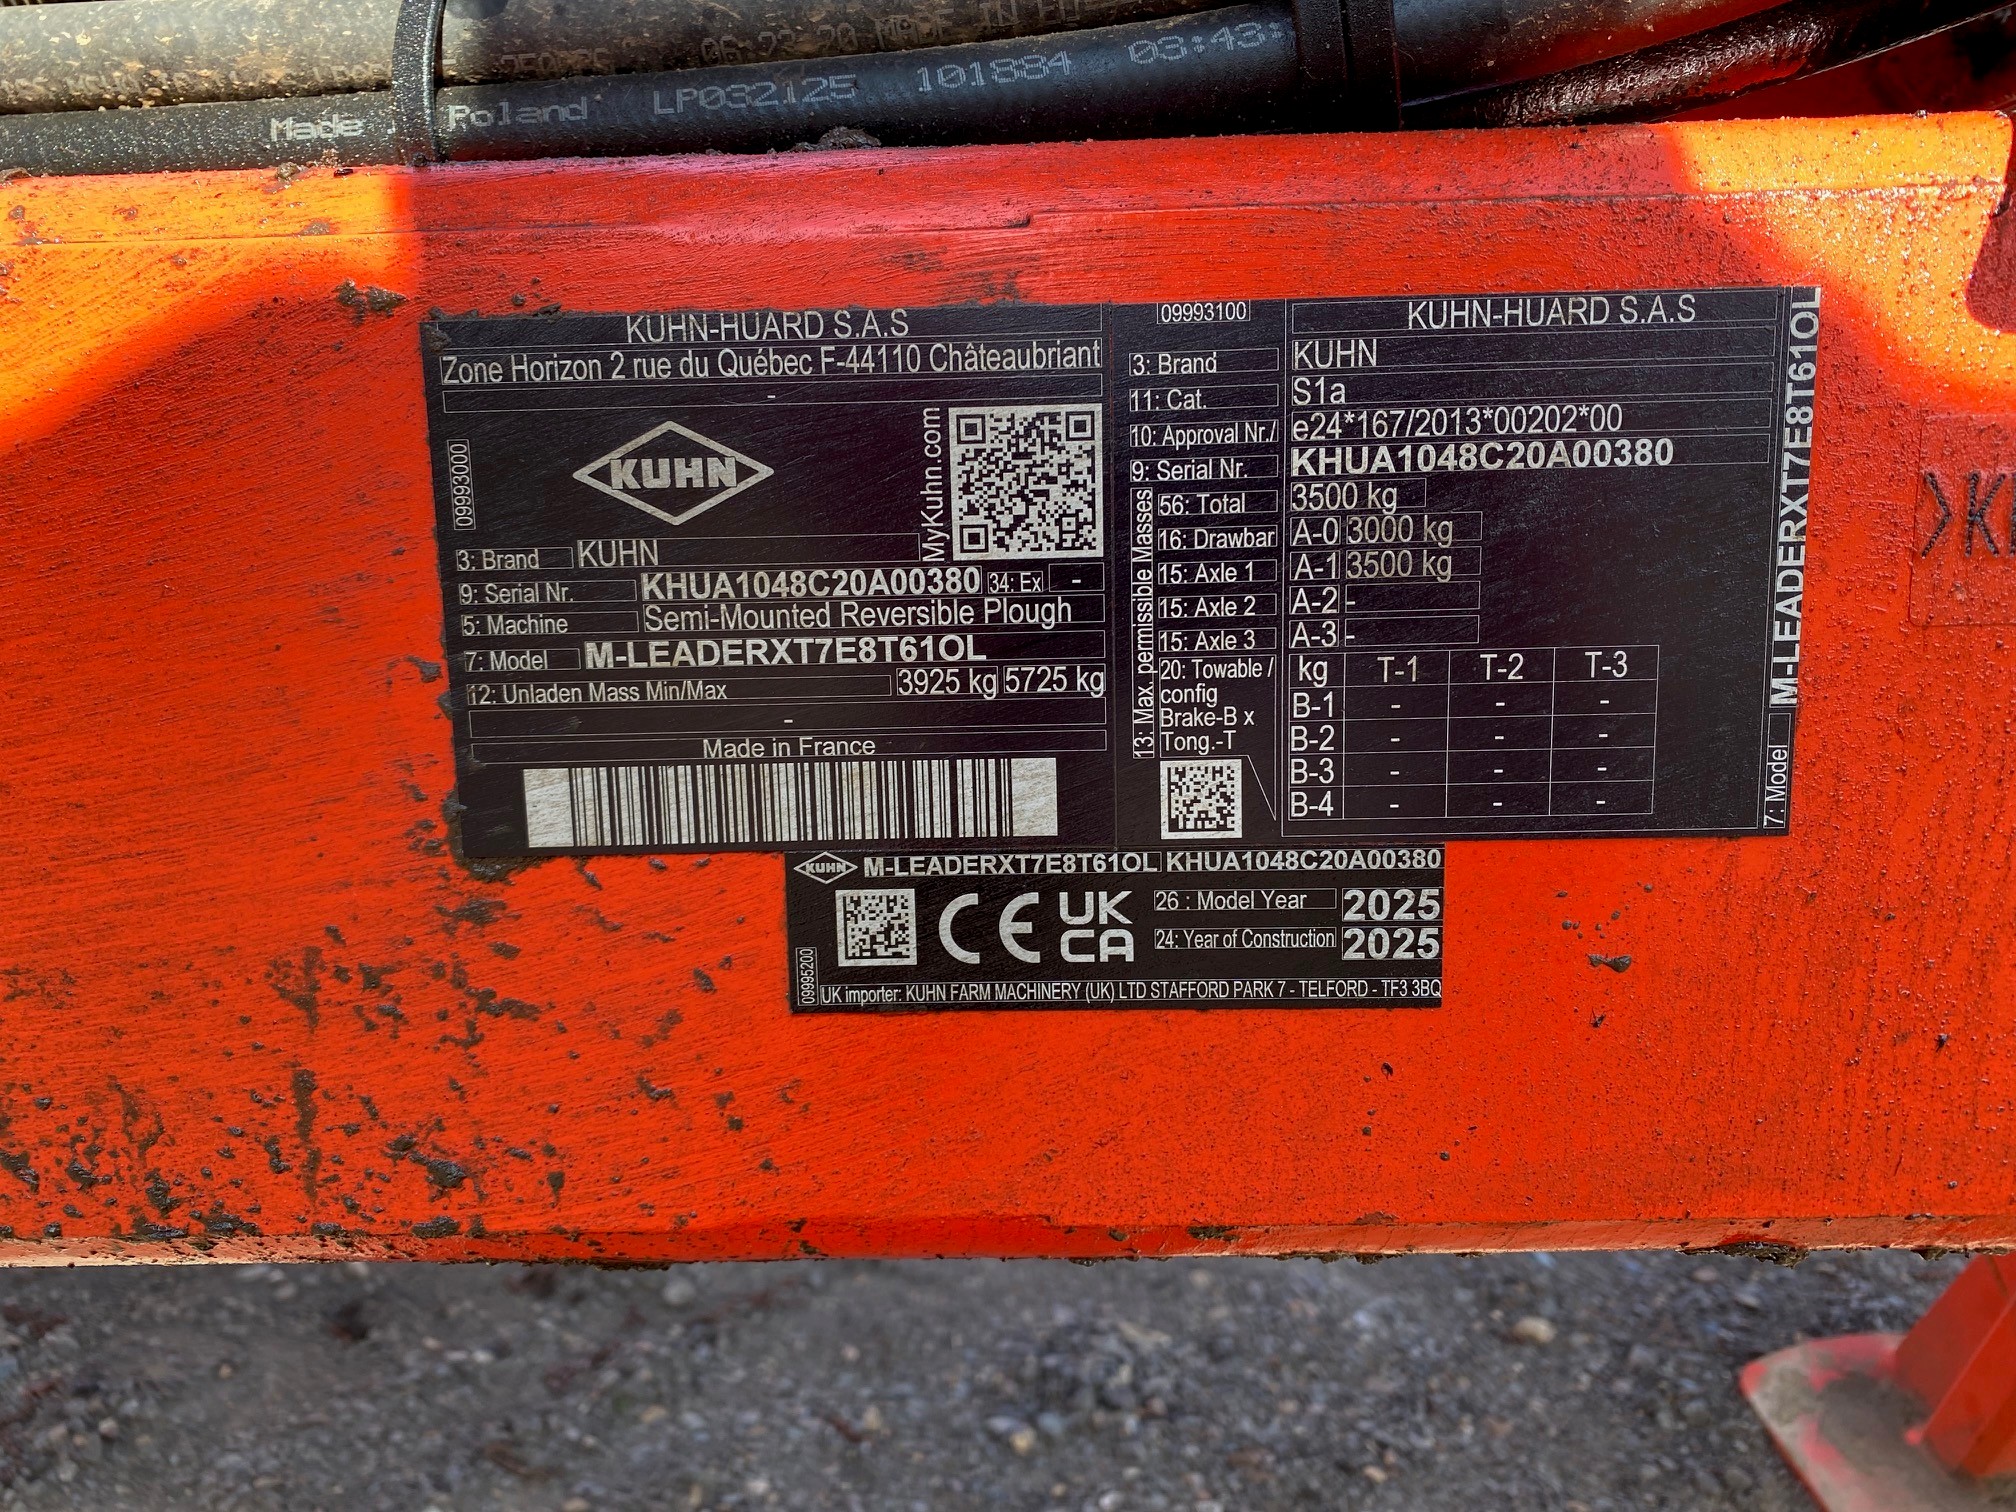 Made
Poland LP032125 101884 03:43:
KUHN-HUARD S.A.S
Zone Horizon 2 rue du Québec F-44110 Châteaubriant
-
09993000
KUHN
MyKuhn.com
3: Brand KUHN
9: Serial Nr. KHUA1048C20A00380 34: Ex -
5: Machine Semi-Mounted Reversible Plough
7: Model M-LEADERXT7E8T61OL
12: Unladen Mass Min/Max 3925 kg 5725 kg
-
Made in France
09993100
KUHN-HUARD S.A.S
3: Brand KUHN
11: Cat. S1a
10: Approval Nr./ e24*167/2013*00202*00
9: Serial Nr. KHUA1048C20A00380
13: Max. permissible Masses
56: Total 3500 kg
16: Drawbar A-0 3000 kg
15: Axle 1 A-1 3500 kg
15: Axle 2 A-2 -
15: Axle 3 A-3 -
20: Towable /
config
Brake-B x
Tong.-T
kg T-1 T-2 T-3
B-1 - - -
B-2 - - -
B-3 - - -
B-4 - - -
7: Model M-LEADERXT7E8T61OL
KUHN M-LEADERXT7E8T61OL KHUA1048C20A00380
CE UK
CA
26 : Model Year 2025
24: Year of Construction 2025
09995200
UK importer: KUHN FARM MACHINERY (UK) LTD STAFFORD PARK 7 - TELFORD - TF3 3BQ